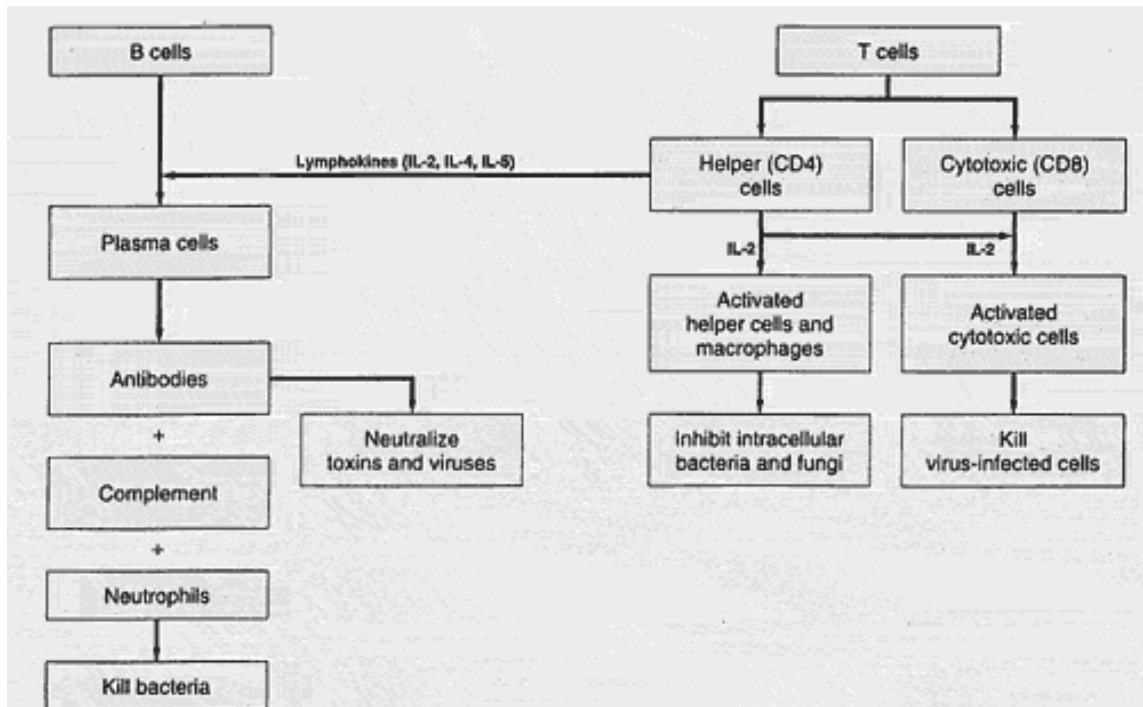 B cells
T cells
Lymphokines (IL-2, IL-4, IL-5)
Helper (CD4)
cells
Cytotoxic (CD8)
cells
Plasma cells
IL-2
IL-2
Activated
helper cells and
macrophages
Activated
cytotoxic cells
Antibodies
Neutralize
toxins and viruses
Inhibit intracellular
bacteria and fungi
Kill
virus-infected cells
+
Complement
+
Neutrophils
Kill bacteria